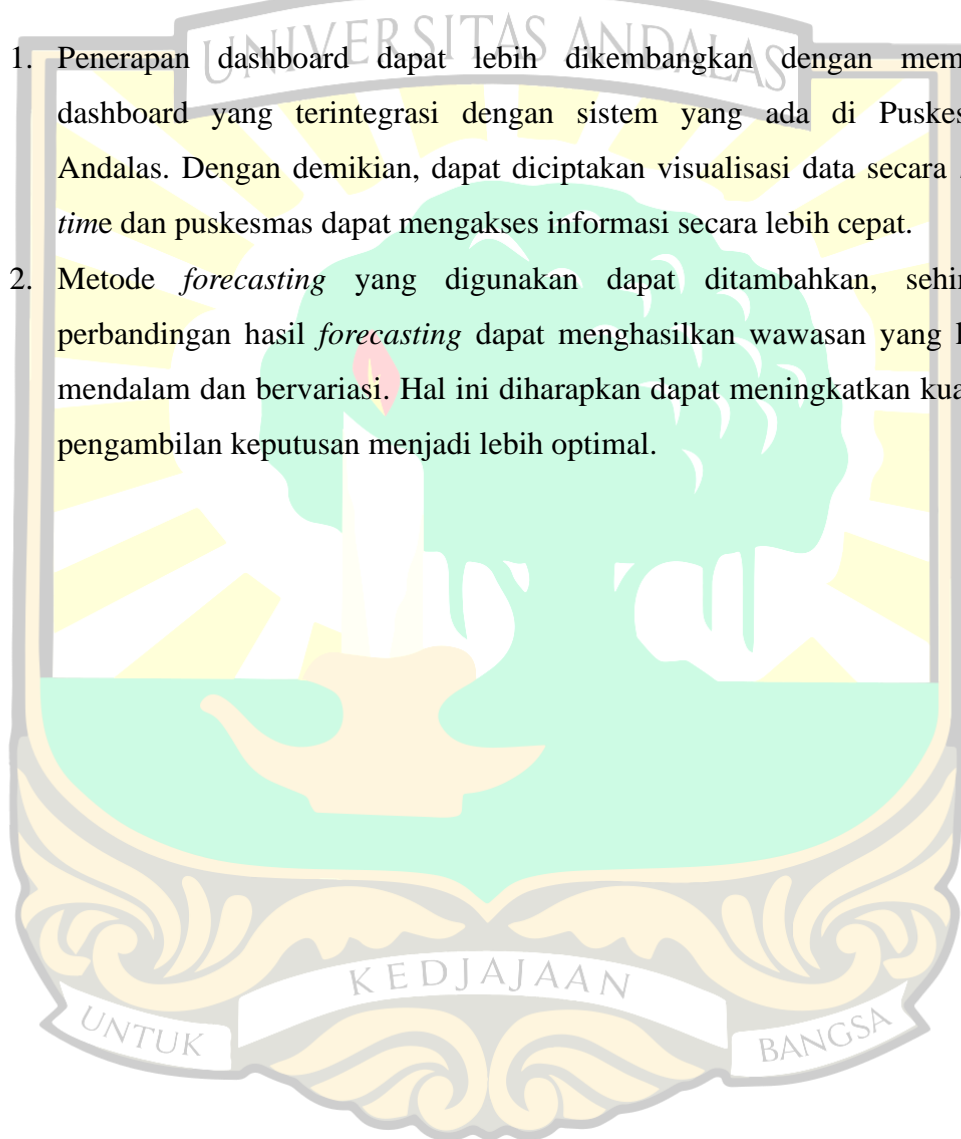 UNIVERSITAS ANDALAS
1. Penerapan dashboard dapat lebih dikembangkan dengan mem
dashboard yang terintegrasi dengan sistem yang ada di Puskes
Andalas. Dengan demikian, dapat diciptakan visualisasi data secara
time dan puskesmas dapat mengakses informasi secara lebih cepat.
2. Metode forecasting yang digunakan dapat ditambahkan, sehin
perbandingan hasil forecasting dapat menghasilkan wawasan yang
mendalam dan bervariasi. Hal ini diharapkan dapat meningkatkan kua
pengambilan keputusan menjadi lebih optimal.
KEDJAJAAN
UNTUK
BANGSA